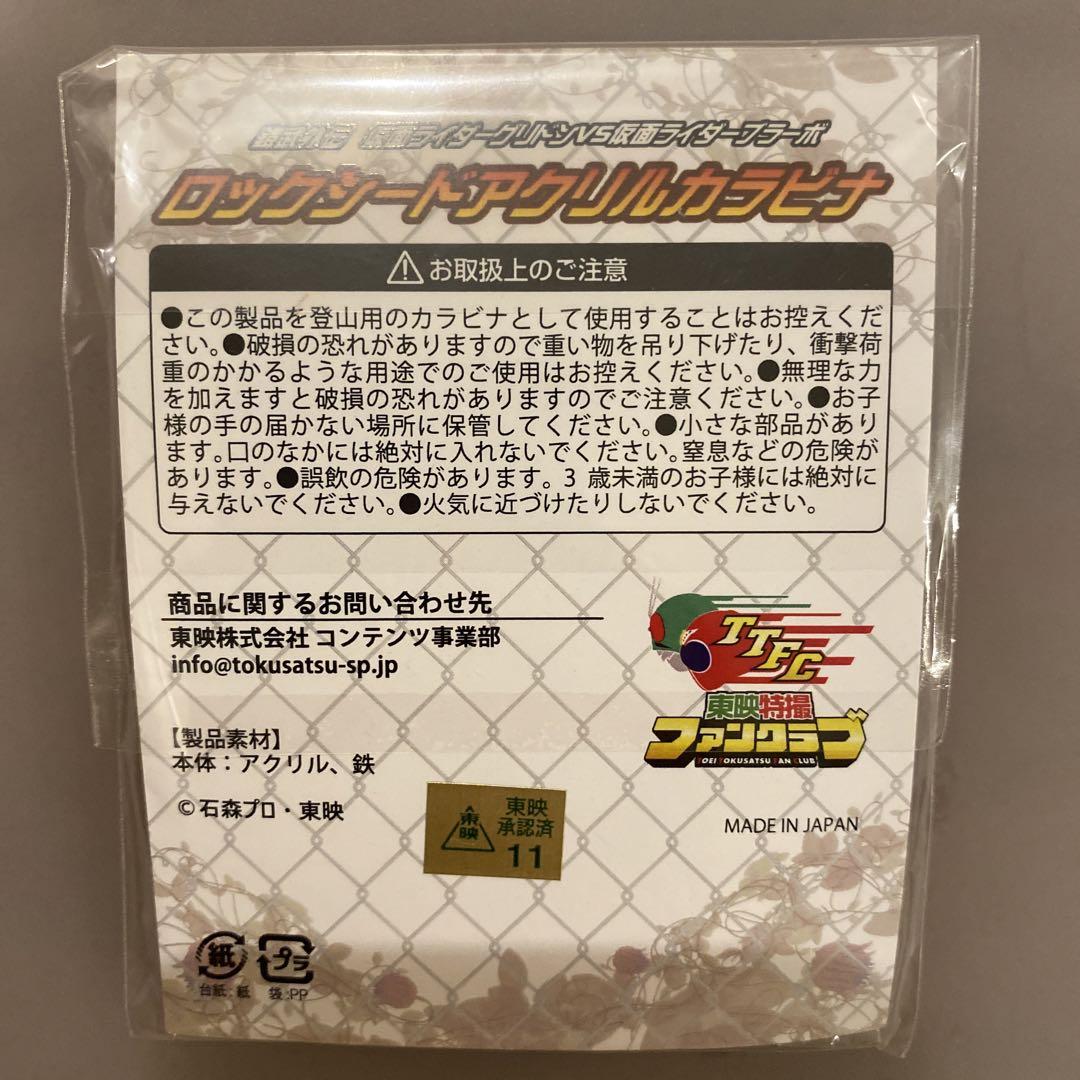 鎧武外伝 仮面ライダーグリドンVS仮面ライダーブラーボ
ロックシードアクリルカラビナ
お取扱上のご注意
●この製品を登山用のカラビナとして使用することはお控えくだ
さい。●破損の恐れがありますので重い物を吊り下げたり、衝撃荷
重のかかるような用途でのご使用はお控えください。●無理な力
を加えますと破損の恐れがありますのでご注意ください。●お子
様の手の届かない場所に保管してください。●小さな部品があり
ます。口のなかには絶対に入れないでください。窒息などの危険が
あります。●誤飲の危険があります。3 歳未満のお子様には絶対に
与えないでください。●火気に近づけたりしないでください。
商品に関するお問い合わせ先
東映株式会社 コンテンツ事業部
info@tokusatsu-sp.jp
TTFC
東映特撮
ファンクラブ
TOEI TOKUSATSU FAN CLUB
【製品素材】
本体：アクリル、鉄
©石森プロ・東映
東映
東映
承認済
11
MADE IN JAPAN
紙 プラ
台紙:紙 袋:PP